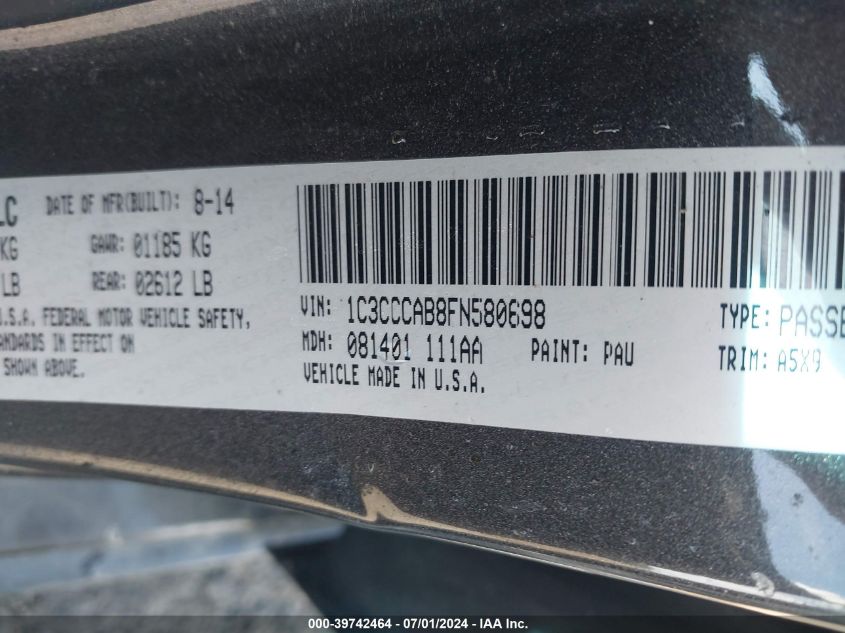 LC DATE OF MFR(BUILT): 8-14
KG GAWR: 01185 KG
LB REAR: 02612 LB
U.S.A. FEDERAL MOTOR VEHICLE SAFETY,
IN EFFECT ON
SHOWN ABOVE.
VIN: 1C3CCCAB8FN580698
MDH: 081401 111AA PAINT: PAU
VEHICLE MADE IN U.S.A.
TYPE: PASSE
TRIM: A5X9
000-39742464 / 07/01/2024 - IAA Inc.